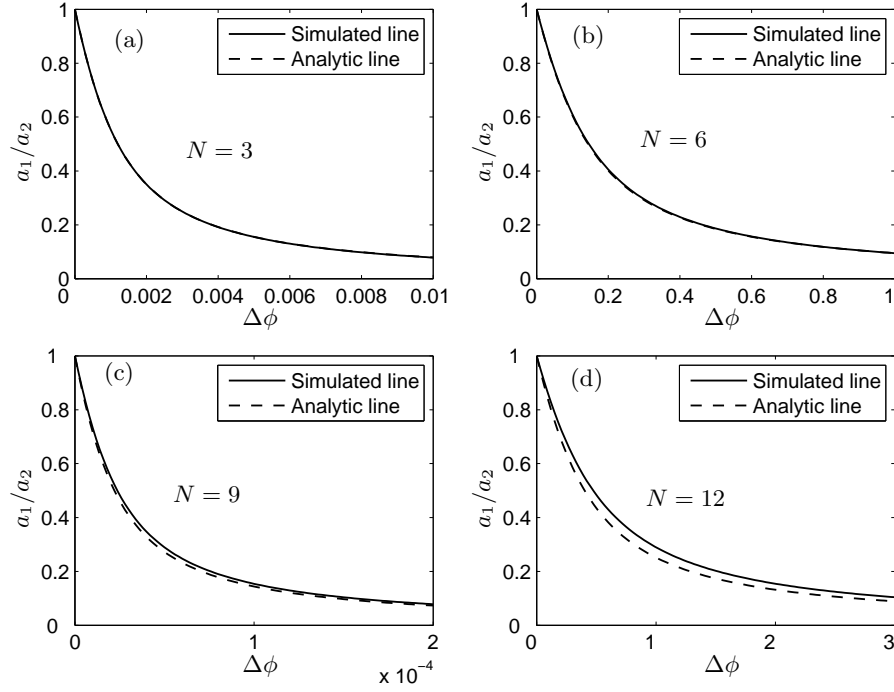 (a)
Simulated line
Analytic line
N = 3
a₁/a₂
1
0.8
0.6
0.4
0.2
0
0 0.002 0.004 0.006 0.008 0.01
Δϕ
(b)
Simulated line
Analytic line
N = 6
a₁/a₂
1
0.8
0.6
0.4
0.2
0
0 0.2 0.4 0.6 0.8 1
Δϕ
(c)
Simulated line
Analytic line
N = 9
a₁/a₂
1
0.8
0.6
0.4
0.2
0
0 1 2
Δϕ
x 10⁻⁴
(d)
Simulated line
Analytic line
N = 12
a₁/a₂
1
0.8
0.6
0.4
0.2
0
0 1 2 3
Δϕ